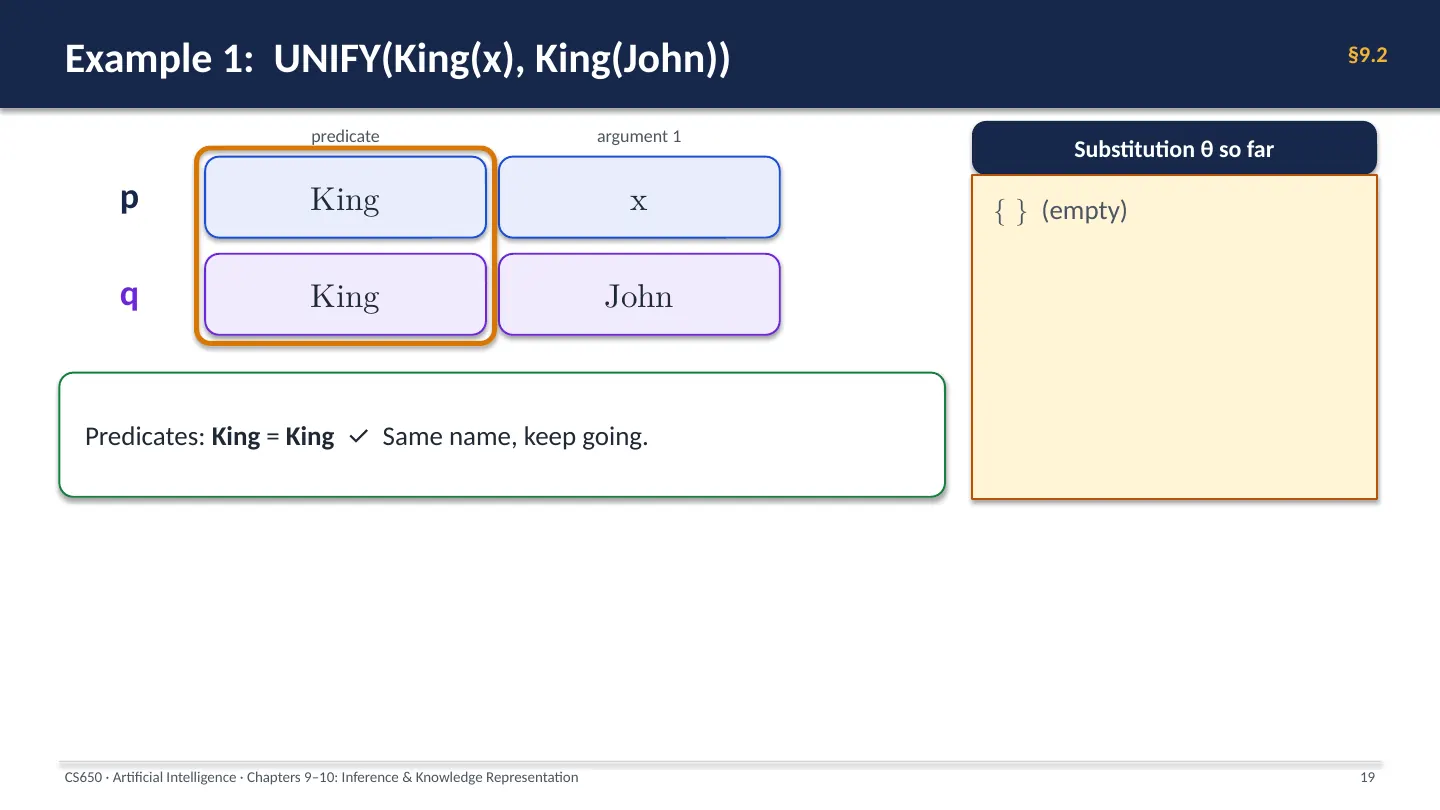 Example 1:  UNIFY(King(x), King(John))
§9.2
predicate
argument 1
p
King
x
q
King
John
Predicates: King = King ✓ Same name, keep going.
Substitution θ so far
{ } (empty)
CS650 · Artificial Intelligence · Chapters 9–10: Inference & Knowledge Representation
19